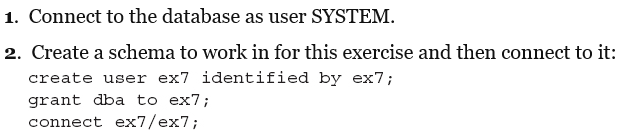 1. Connect to the database as user SYSTEM.
2. Create a schema to work in for this exercise and then connect to it:
create user ex7 identified by ex7;
grant dba to ex7;
connect ex7/ex7;